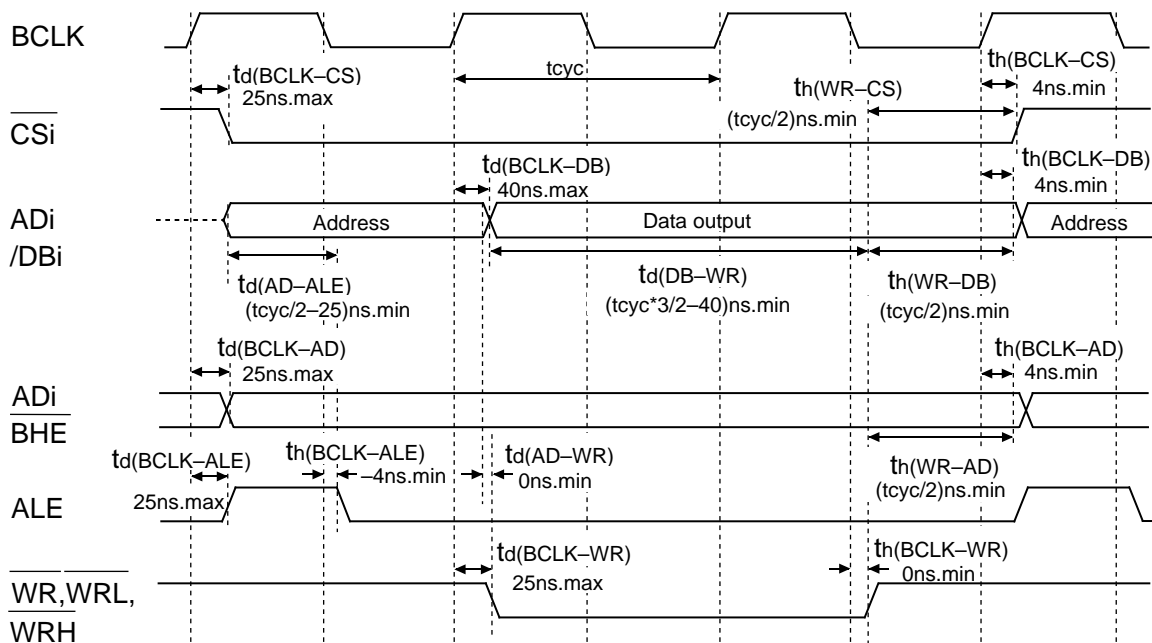 BCLK
td(BCLK–CS)
25ns.max
tcyc
th(BCLK–CS)
4ns.min
th(WR–CS)
(tcyc/2)ns.min
CSi
td(BCLK–DB)
40ns.max
th(BCLK–DB)
4ns.min
ADi
/DBi
Address
Data output
Address
td(AD–ALE)
(tcyc/2–25)ns.min
td(DB–WR)
(tcyc*3/2–40)ns.min
th(WR–DB)
(tcyc/2)ns.min
td(BCLK–AD)
25ns.max
th(BCLK–AD)
4ns.min
ADi
BHE
td(BCLK–ALE)
25ns.max
th(BCLK–ALE)
–4ns.min
td(AD–WR)
0ns.min
th(WR–AD)
(tcyc/2)ns.min
ALE
td(BCLK–WR)
25ns.max
th(BCLK–WR)
0ns.min
WR,WRL,
WRH